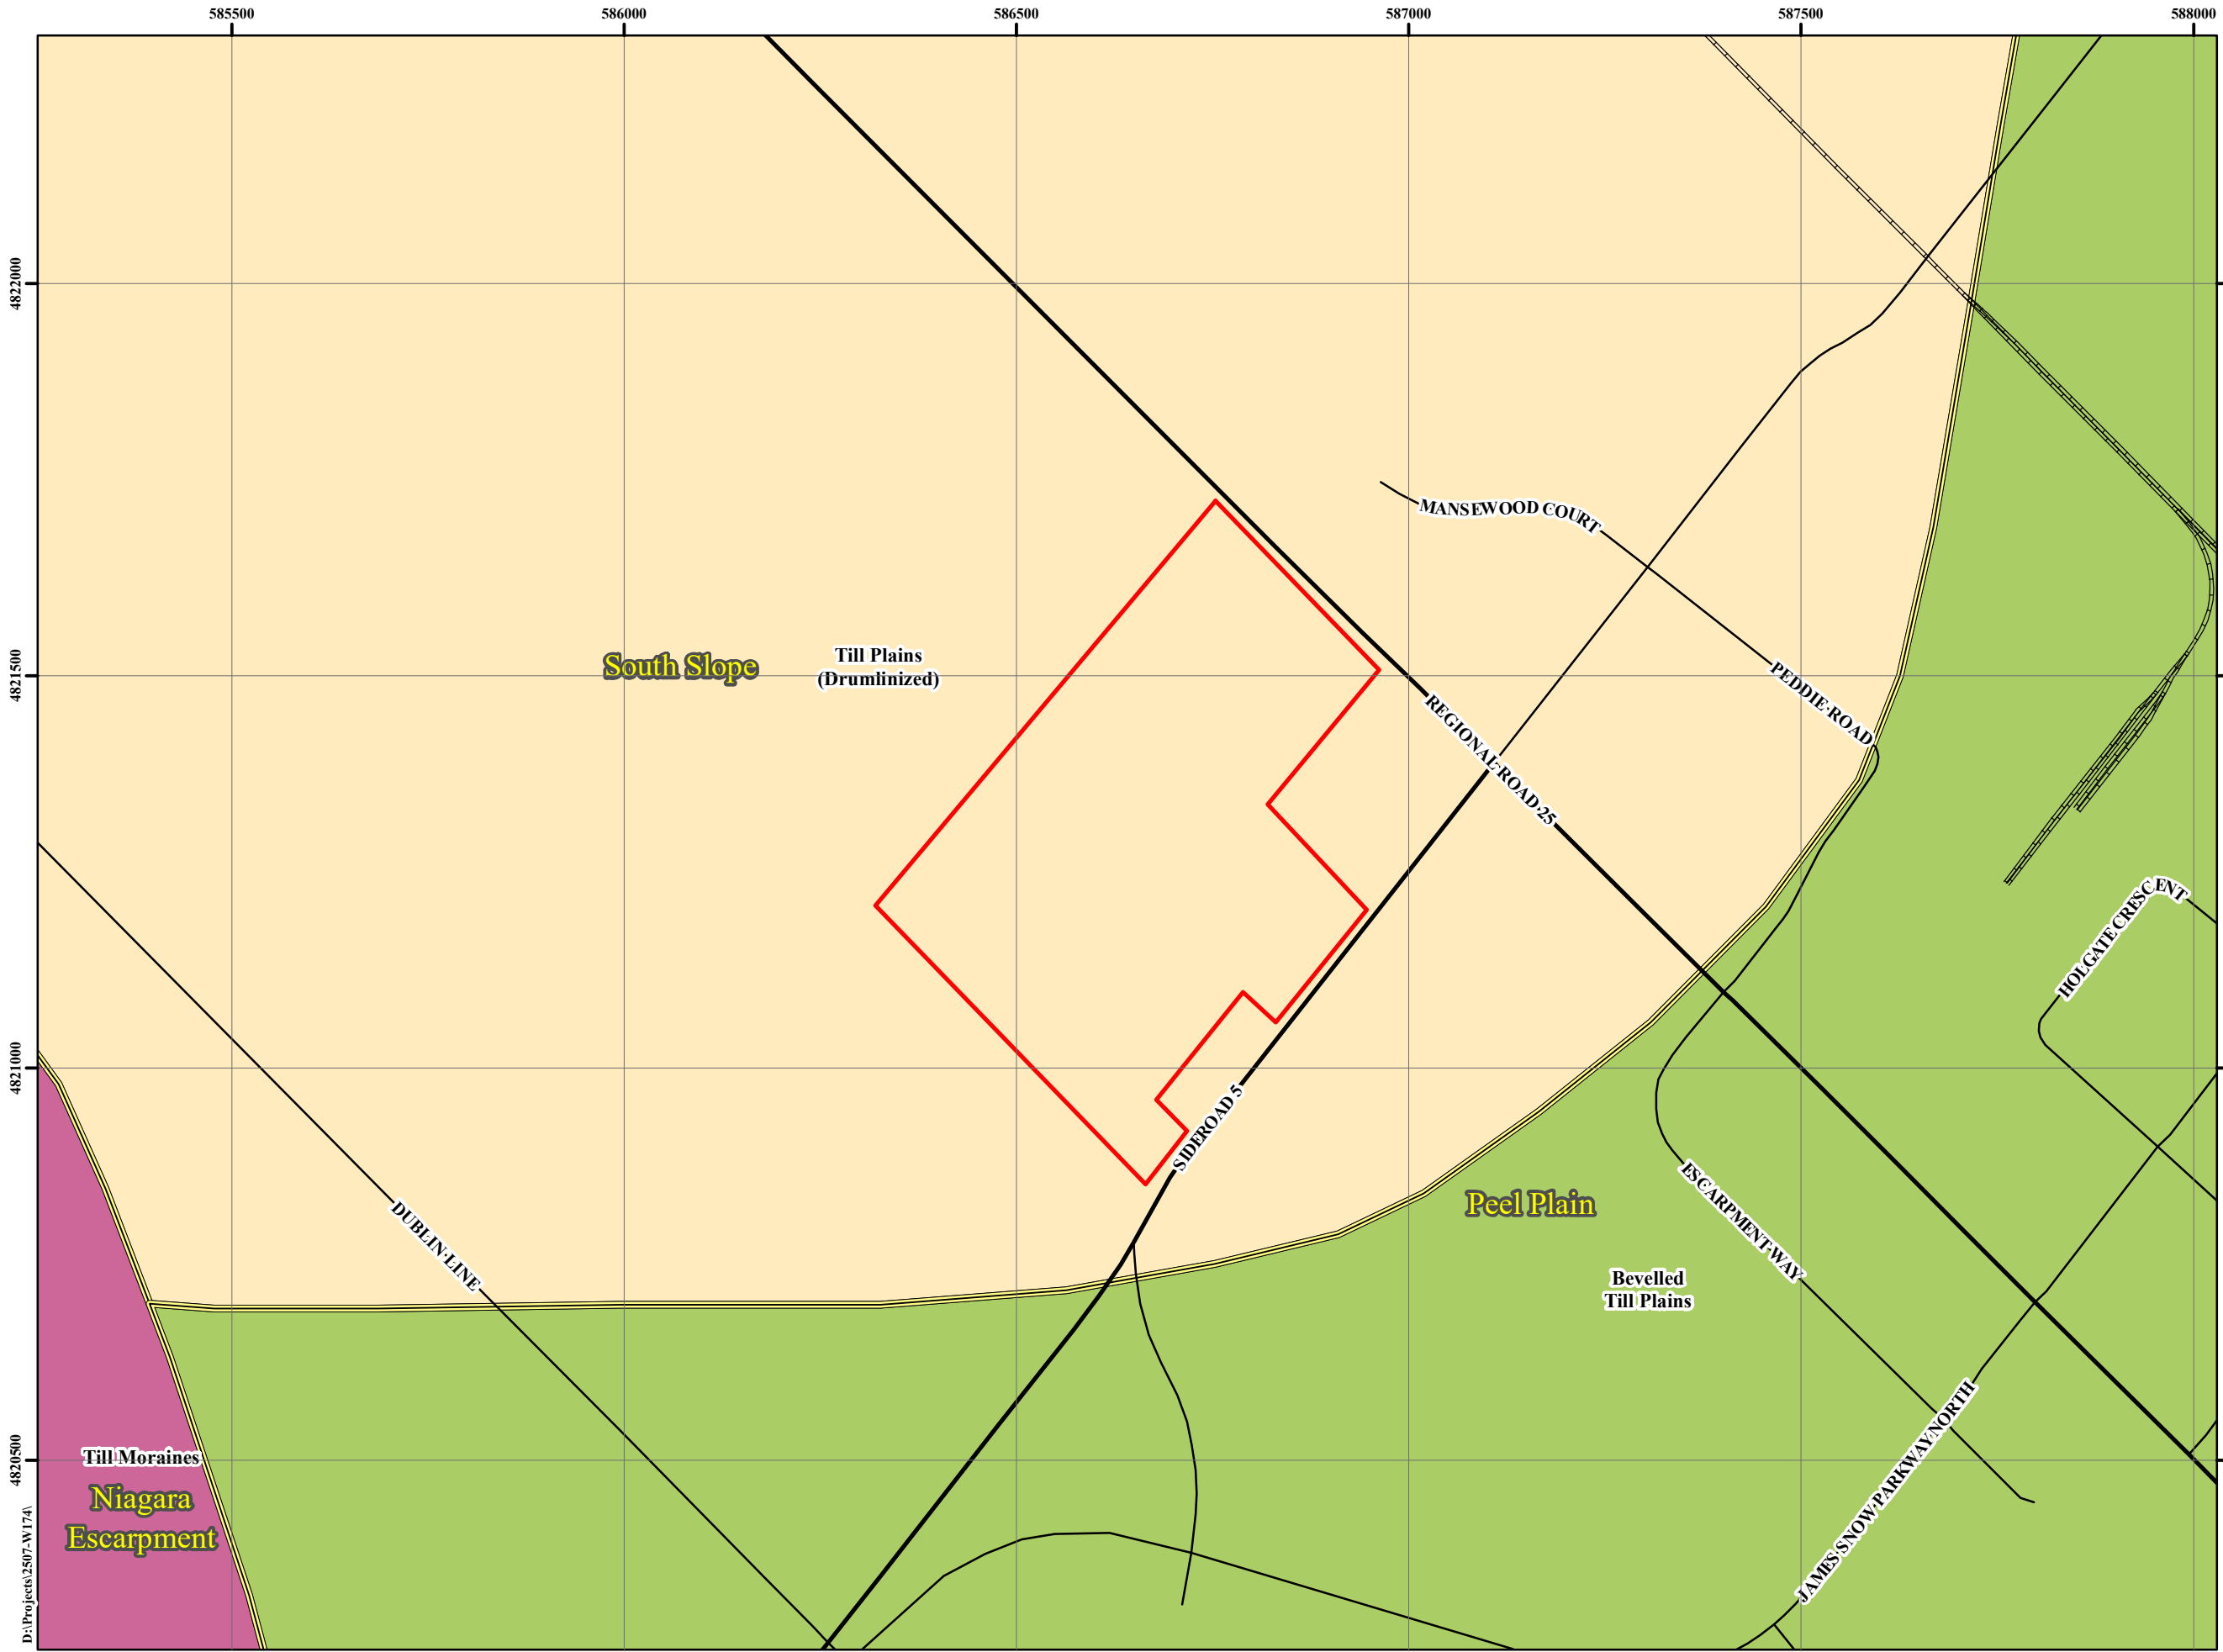 585500
586000
586500
587000
587500
588000
4822000
4821500
4821000
4820500
MANSEWOOD COURT
South Slope
Till Plains
(Drumlinized)
PEDDIE ROAD
REGIONAL ROAD 25
HOLGATE CRESCENT
SIDEROAD 5
DUBLIN LINE
Peel Plain
ESCARPMENT WAY
Bevelled
Till Plains
JAMES SNOW PARKWAY NORTH
Till Moraines
Niagara
Escarpment
D:\Projects\2507-W174\